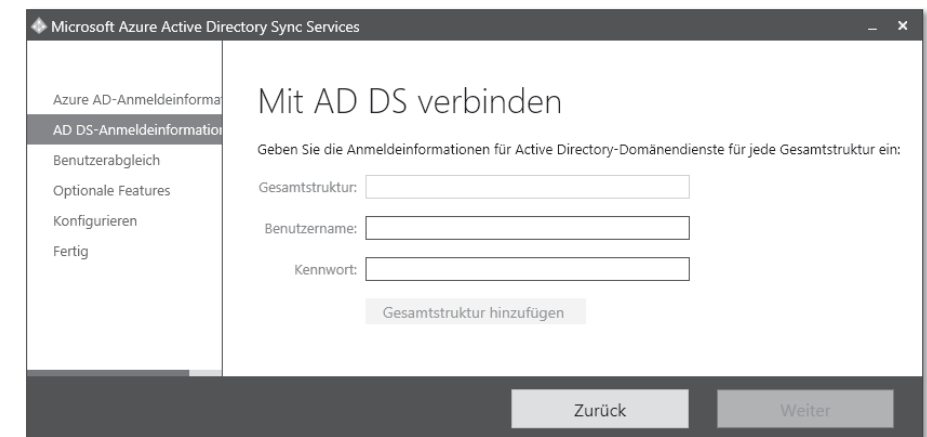 Microsoft Azure Active Directory Sync Services
Azure AD-Anmeldeinforma
AD DS-Anmeldeinformation
Benutzerabgleich
Optionale Features
Konfigurieren
Fertig
Mit AD DS verbinden
Geben Sie die Anmeldeinformationen für Active Directory-Domänendienste für jede Gesamtstruktur ein:
Gesamtstruktur:
Benutzername:
Kennwort:
Gesamtstruktur hinzufügen
Zurück
Weiter